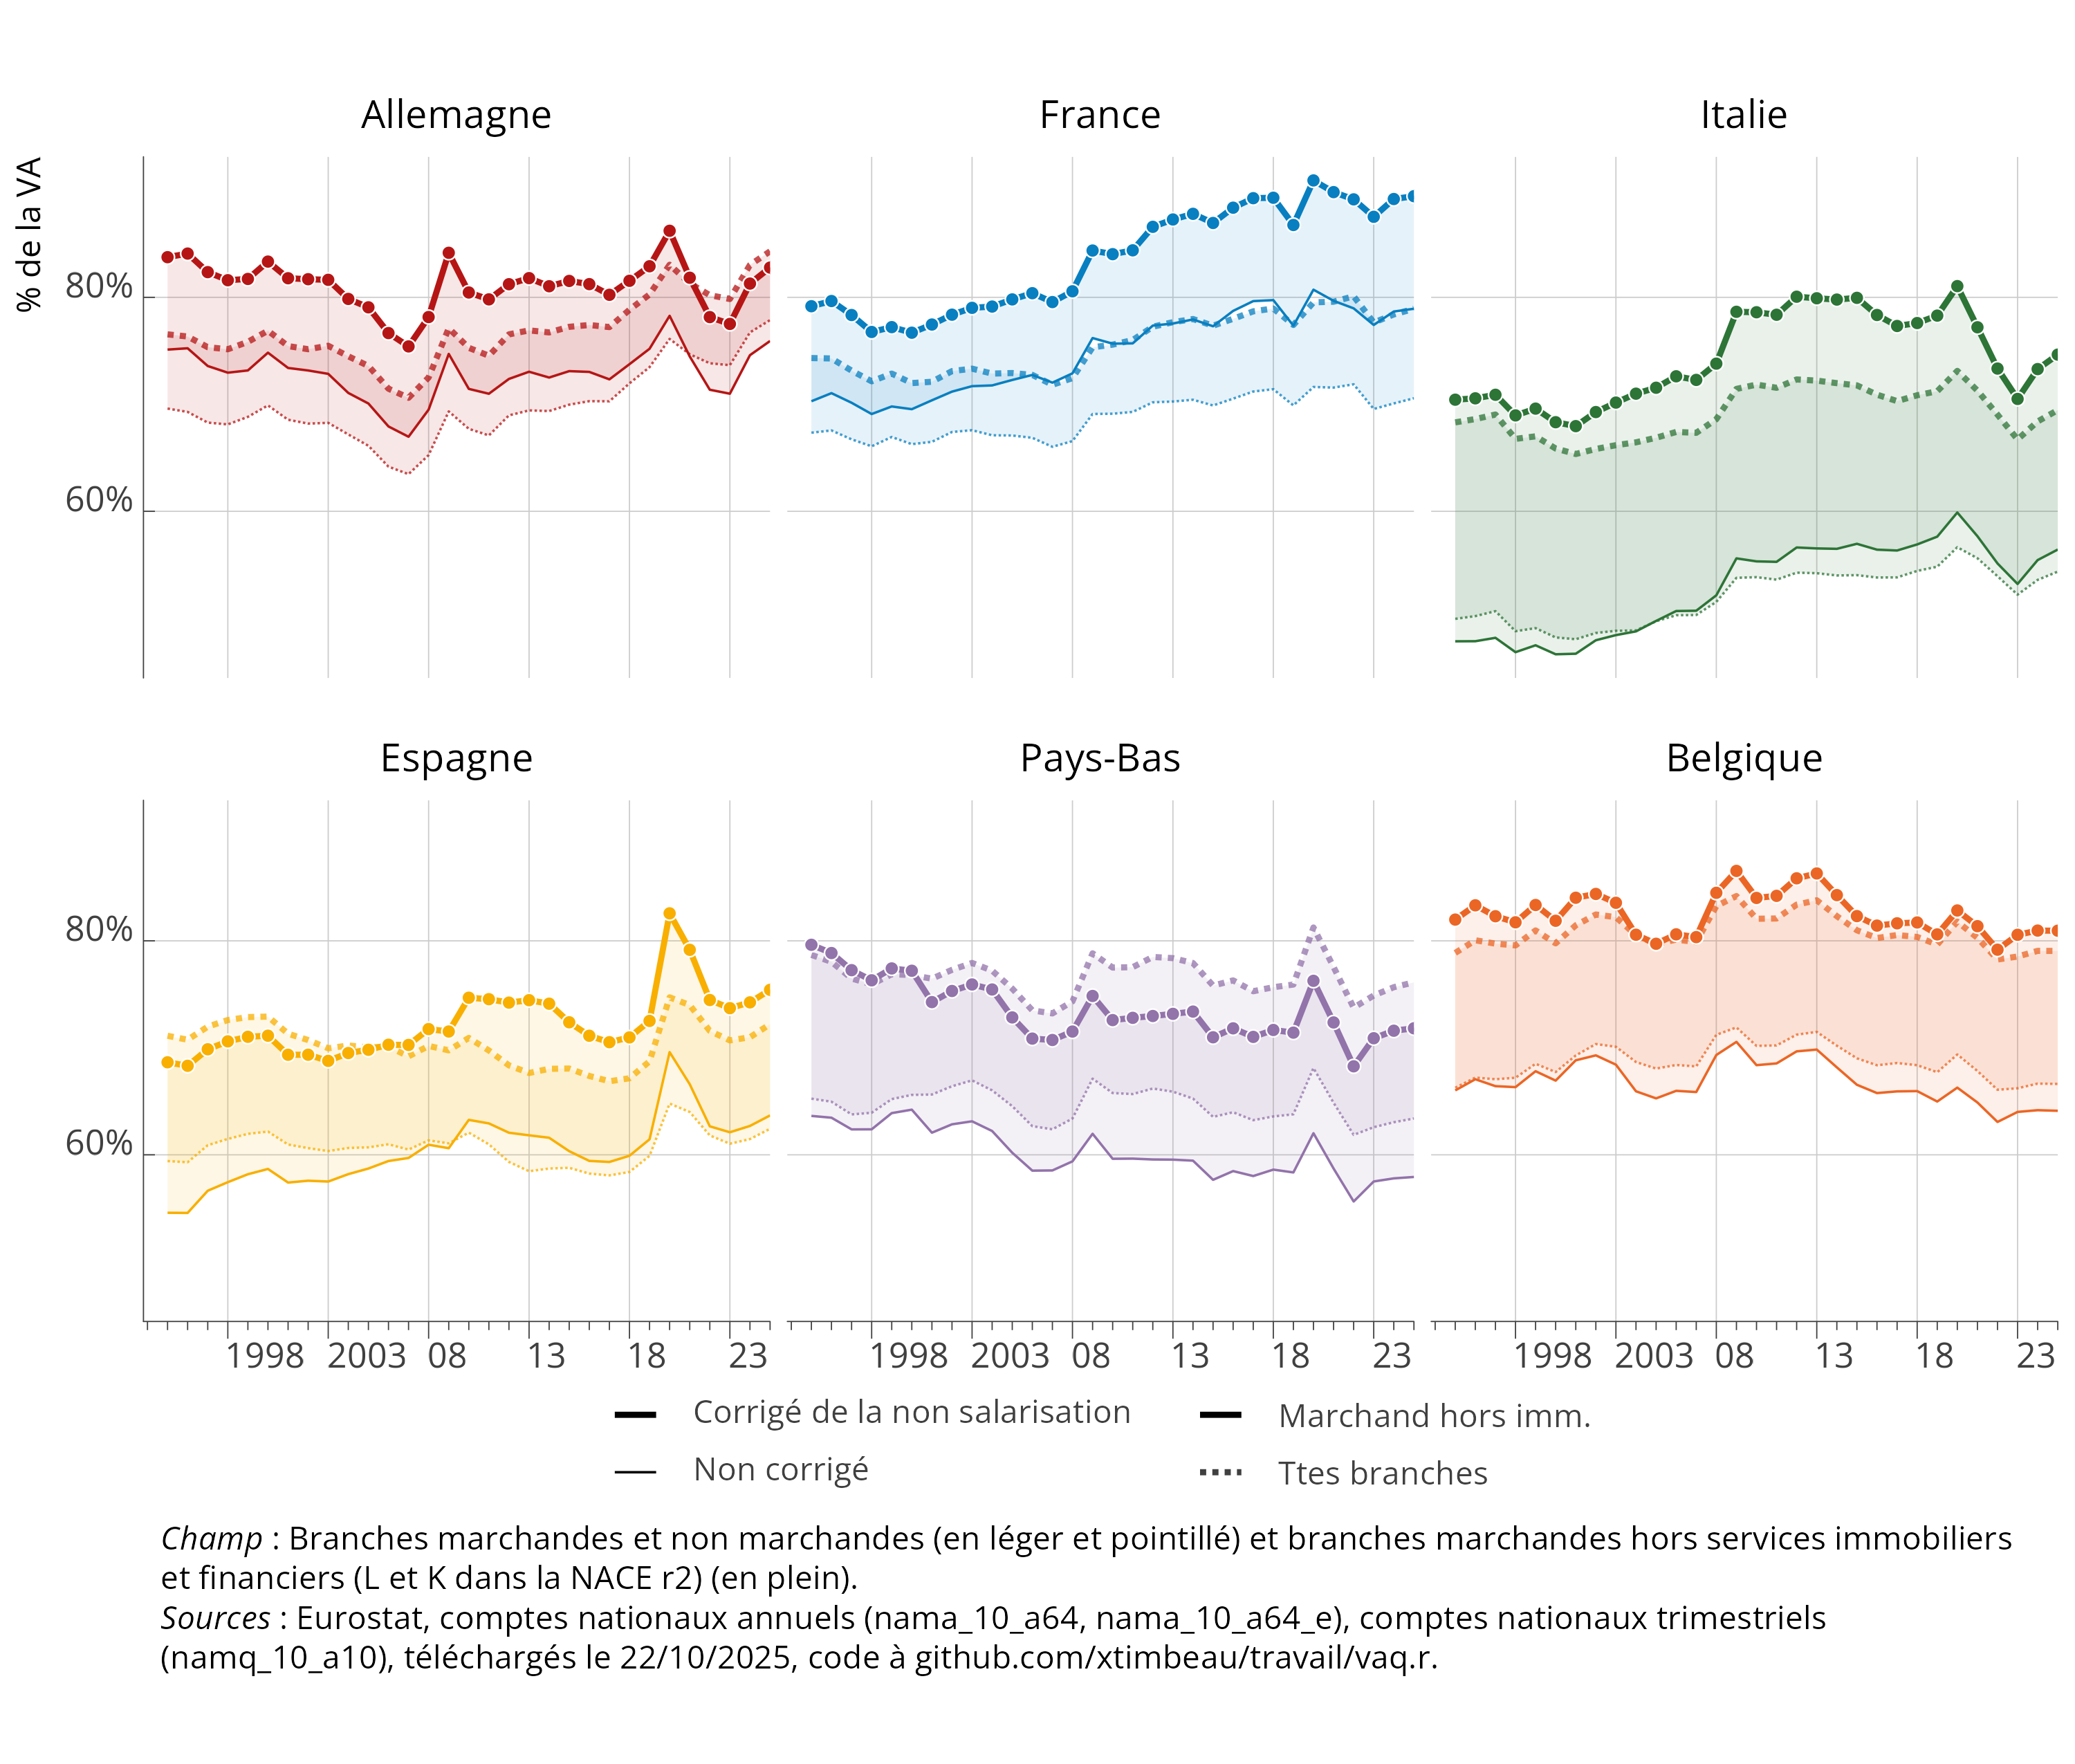 Allemagne France Italie
% de la VA
80%
60%
Espagne Pays-Bas Belgique
80%
60%
1998 2003 08 13 18 23 1998 2003 08 13 18 23 1998 2003 08 13 18 23
Corrigé de la non salarisation Marchand hors imm.
Non corrigé Ttes branches
Champ : Branches marchandes et non marchandes (en léger et pointillé) et branches marchandes hors services immobiliers
et financiers (L et K dans la NACE r2) (en plein).
Sources : Eurostat, comptes nationaux annuels (nama_10_a64, nama_10_a64_e), comptes nationaux trimestriels
(namq_10_a10), téléchargés le 22/10/2025, code à github.com/xtimbeau/travail/vaq.r.